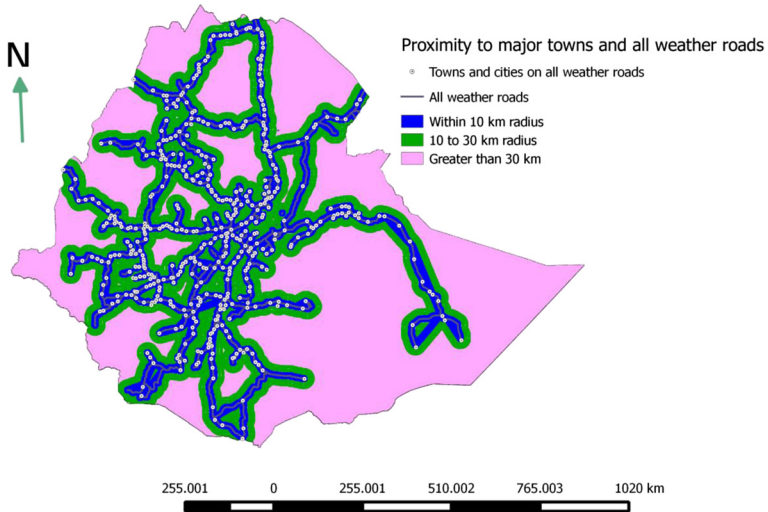 Proximity to major towns and all weather roads
N
Towns and cities on all weather roads
All weather roads
Within 10 km radius
10 to 30 km radius
Greater than 30 km
255.001 0 255.001 510.002 765.003 1020 km